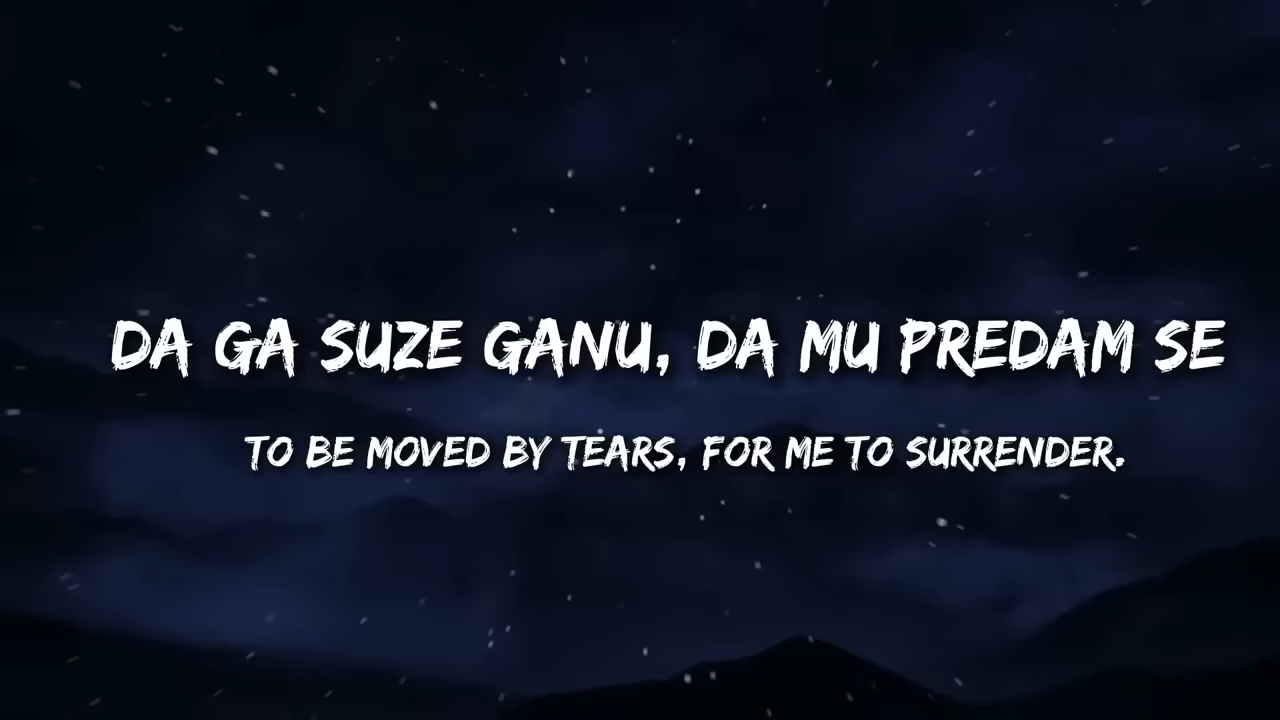 DA GA SUZE GANU, DA MU PREDAM SE
TO BE MOVED BY TEARS, FOR ME TO SURRENDER.